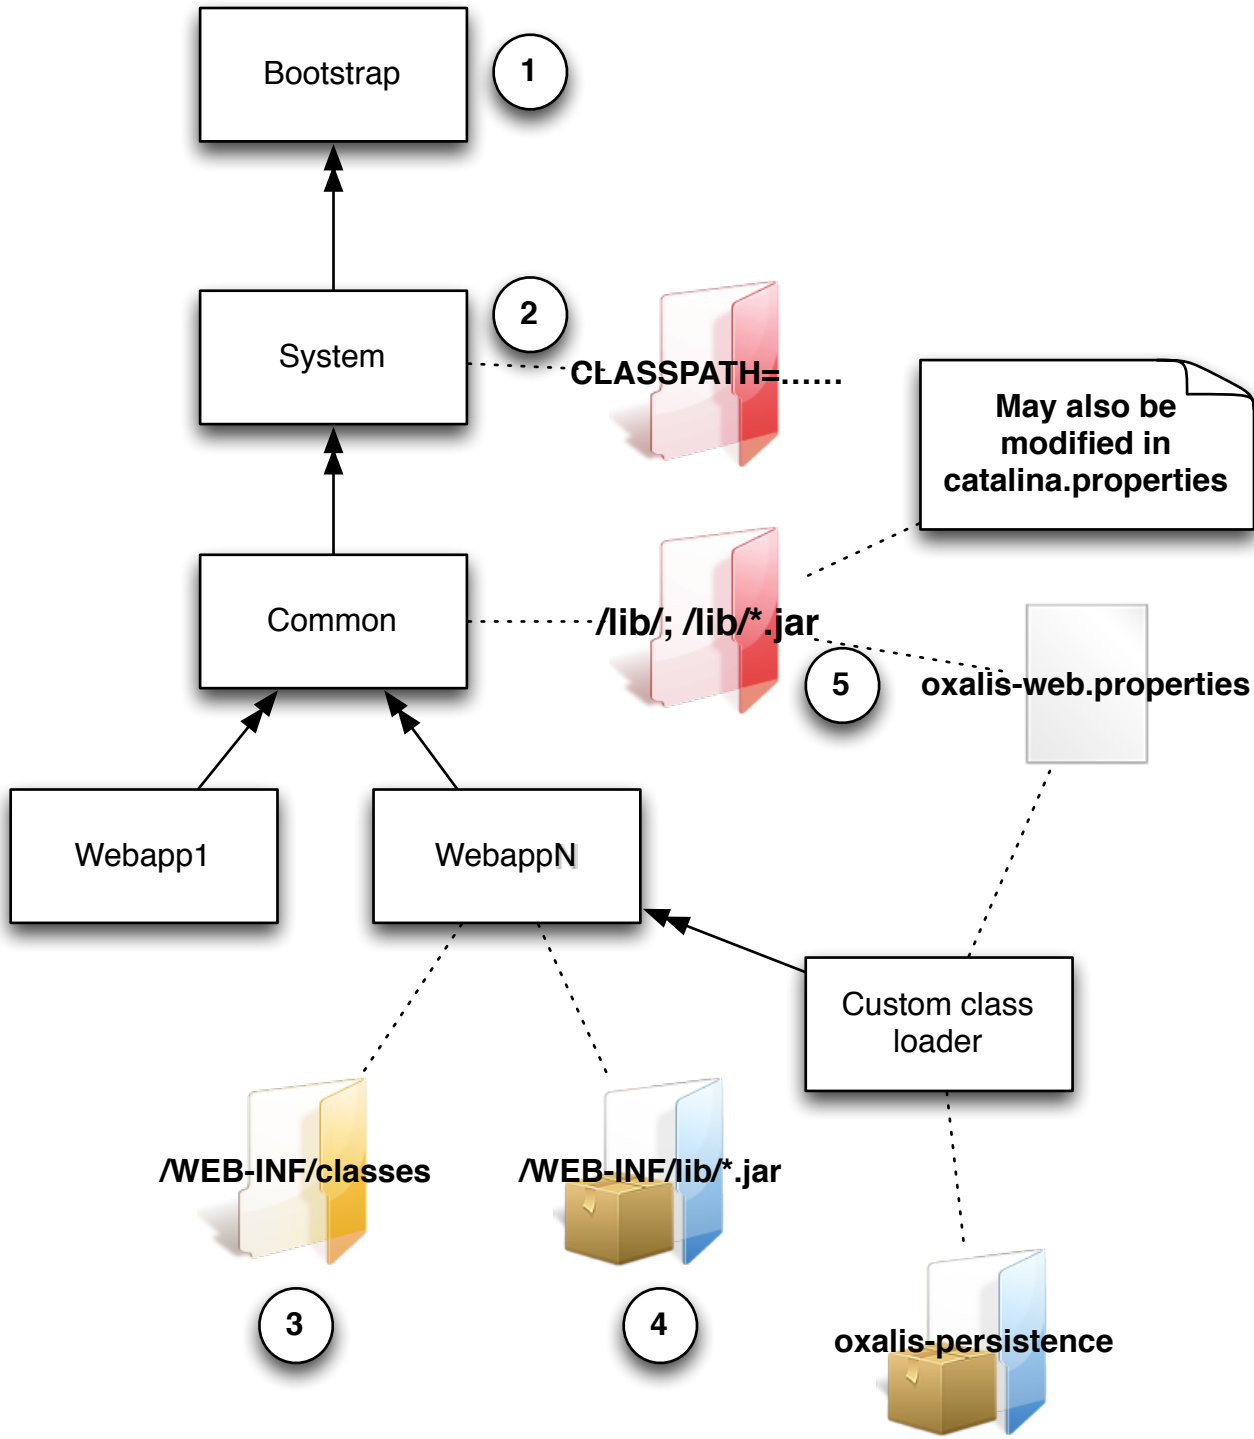 Bootstrap
1
System
2
CLASSPATH=......
May also be
modified in
catalina.properties
Common
/lib/; /lib/*.jar
5
oxalis-web.properties
Webapp1
WebappN
Custom class
loader
/WEB-INF/classes
/WEB-INF/lib/*.jar
3
4
oxalis-persistence